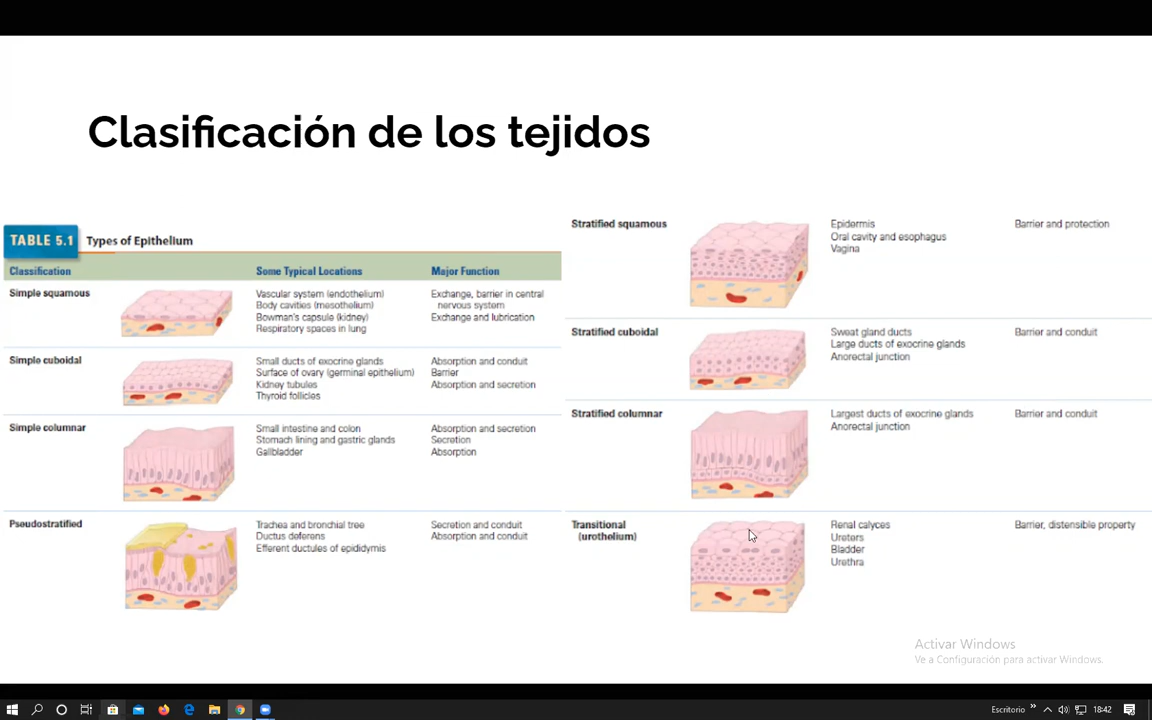 Clasificación de los tejidos
TABLE 5.1 Types of Epithelium
Classification Some Typical Locations Major Function
Simple squamous
Vascular system (endothelium)
Body cavities (mesothelium)
Bowman's capsule (kidney)
Respiratory spaces in lung
Exchange, barrier in central
nervous system
Exchange and lubrication
Simple cuboidal
Small ducts of exocrine glands
Surface of ovary (germinal epithelium)
Kidney tubules
Thyroid follicles
Absorption and conduit
Barrier
Absorption and secretion
Simple columnar
Small intestine and colon
Stomach lining and gastric glands
Gallbladder
Absorption and secretion
Secretion
Absorption
Pseudostratified
Trachea and bronchial tree
Ductus deferens
Efferent ductules of epididymis
Secretion and conduit
Absorption and conduit
Stratified squamous
Epidermis
Oral cavity and esophagus
Vagina
Barrier and protection
Stratified cuboidal
Sweat gland ducts
Large ducts of exocrine glands
Anorectal junction
Barrier and conduit
Stratified columnar
Largest ducts of exocrine glands
Anorectal junction
Barrier and conduit
Transitional
(urothelium)
Renal calyces
Ureters
Bladder
Urethra
Barrier, distensible property
Activar Windows
Ve a Configuración para activar Windows.
Escritorio » 18:42